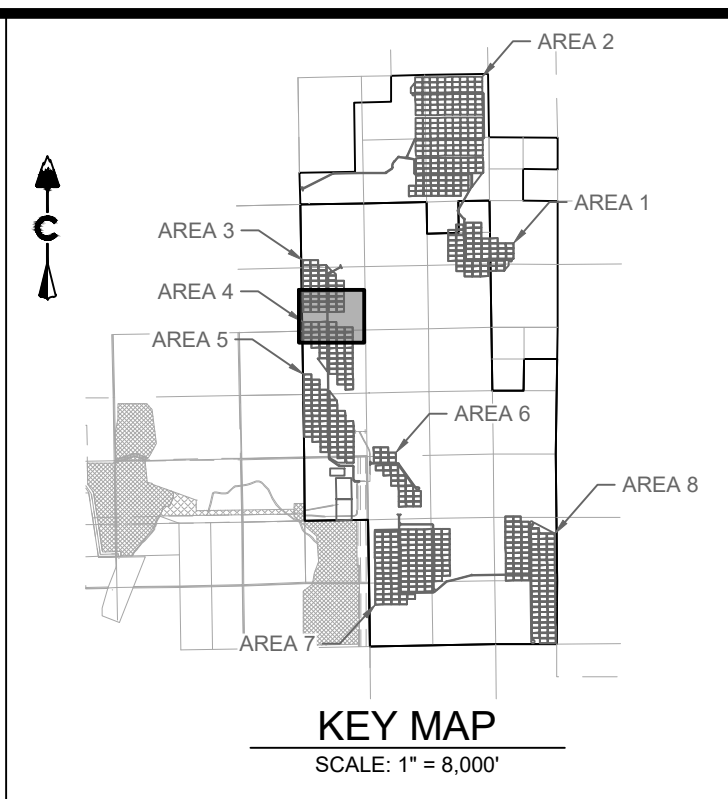 AREA 2
AREA 1
AREA 3
AREA 4
AREA 5
AREA 6
AREA 8
AREA 7
C
KEY MAP
SCALE: 1" = 8,000'